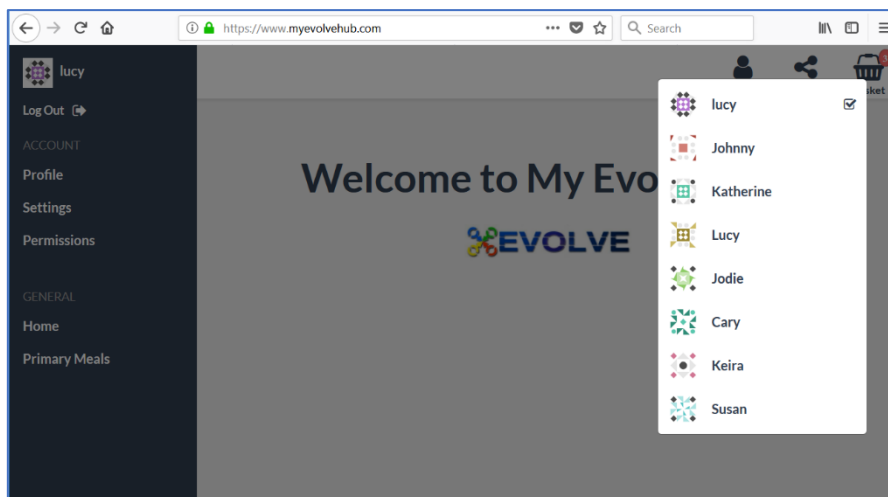 https://www.myevolvehub.com
Search
lucy
Log Out
ACCOUNT
Profile
Settings
Permissions
GENERAL
Home
Primary Meals
Welcome to My Evo
EVOLVE
lucy
Johnny
Katherine
Lucy
Jodie
Cary
Keira
Susan